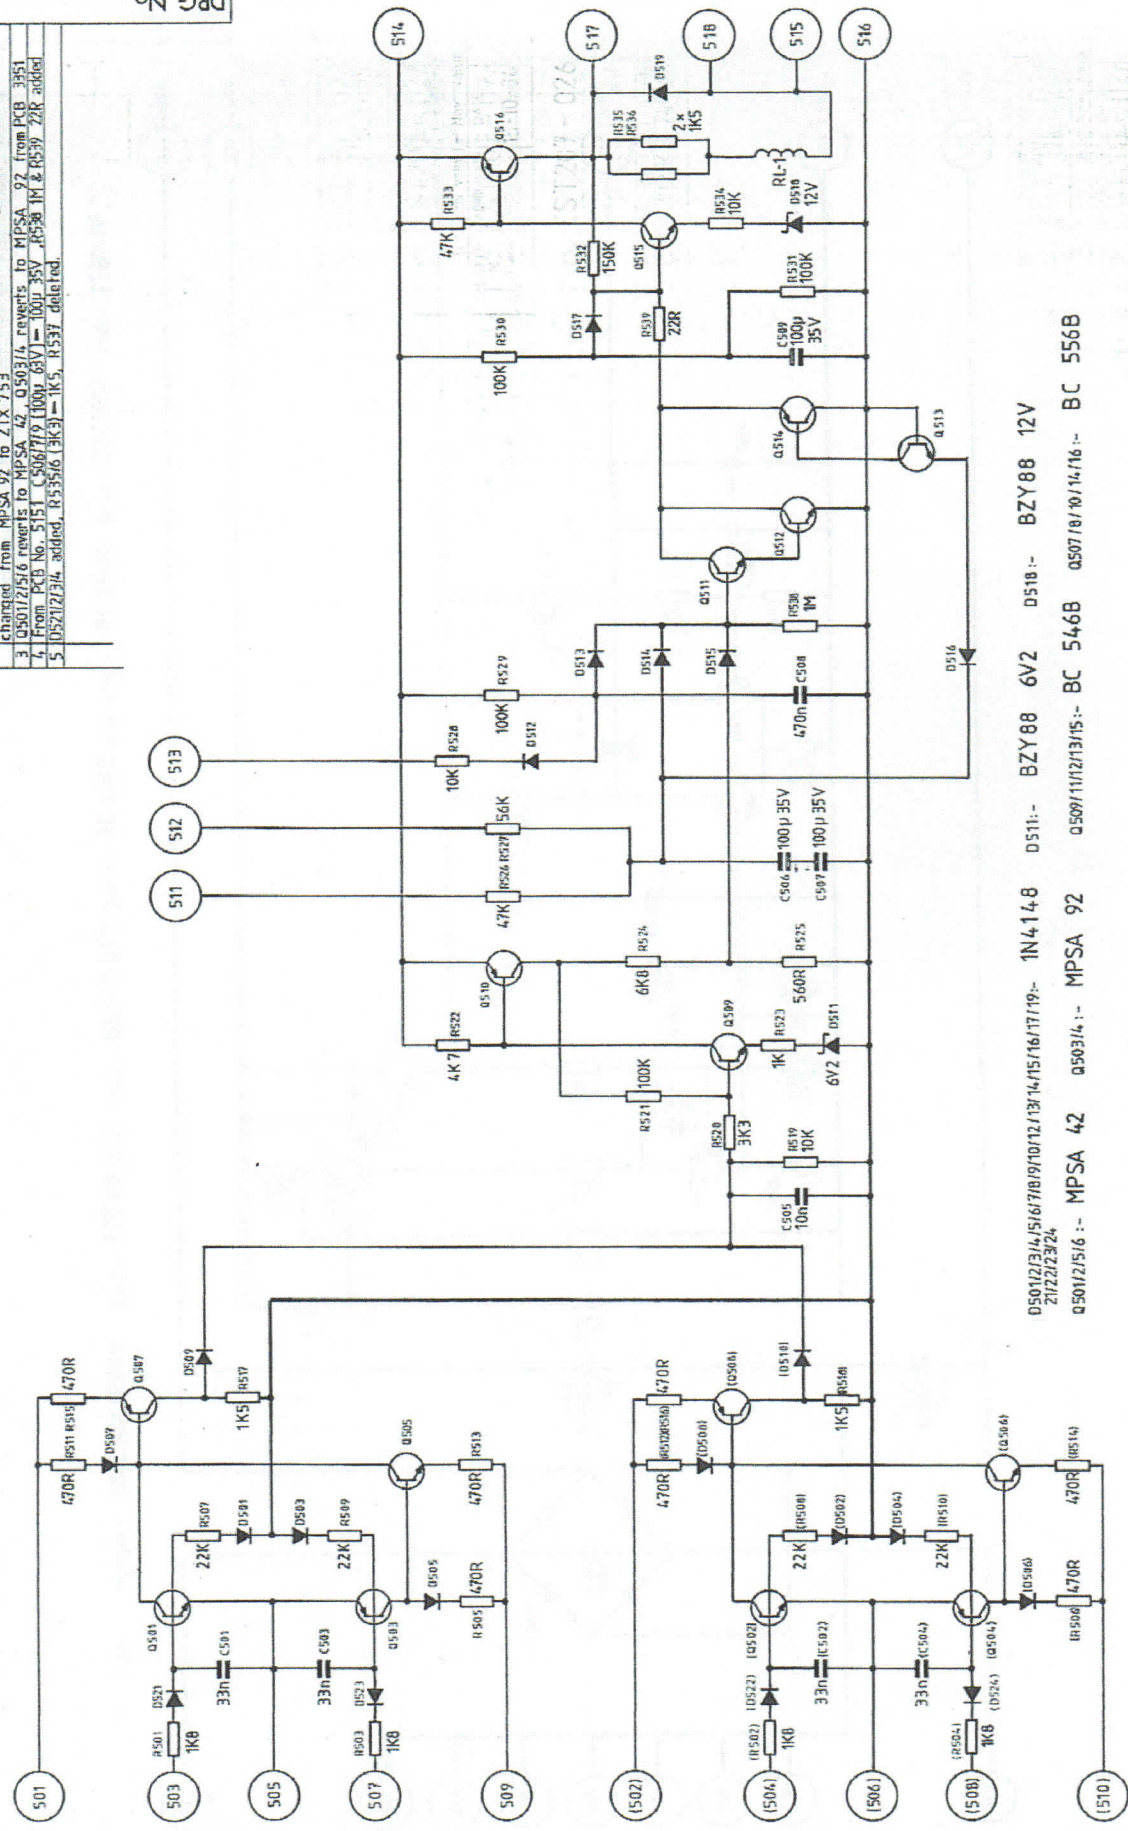 DRG Nº
changed from MPSA 92 to ZTX 753
3 Q501/2/5/6 reverts to MPSA 42, Q503/4 reverts to MPSA 92 from PCB 3351
4 From PCB No. 5151 C506/7/9 (100µ 63V) — 100µ 35V, R538 1M & R539 22R added
5 D521/2/3/4 added, R535/6 (3K3) — 1K5, R537 deleted.
514
517
518
515
516
513
512
511
R533
47K
Q516
D519
R535
R536
2 x
1K5
RL-1
R532
150K
Q515
R534
10K
D518
12V
R530
100K
D517
R539
22R
R531
100K
C509
100µ
35V
Q514
Q513
Q512
Q511
R538
1M
R529
100K
D513
D514
D515
C508
470n
D516
R528
10K
D512
R527
56K
R526
47K
C506
100µ 35V
C507
100µ 35V
Q510
R524
6K8
R525
560R
R522
4K7
Q509
R523
1K
D511
6V2
R521
100K
R520
3K3
R519
10K
C505
10n
501
R511
470R
R515
470R
D507
Q507
D509
R517
1K5
R507
22K
D501
D503
R509
22K
Q505
R513
470R
D505
R505
470R
Q501
C501
33n
C503
33n
Q503
D521
R501
1K8
D523
R503
1K8
503
505
507
509
(502)
(R512)
470R
(R516)
470R
(D508)
(Q508)
(D510)
(R518)
1K5
(R508)
22K
(D502)
(D504)
(R510)
22K
(Q506)
(R514)
470R
(D506)
(R506)
470R
(Q502)
(C502)
33n
(C504)
33n
(Q504)
(D522)
(R502)
1K8
(D524)
(R504)
1K8
(504)
(506)
(508)
(510)
D501/2/3/4/5/6/7/8/9/10/12/13/14/15/16/17/19:- 1N4148 D511:- BZY88 6V2 D518:- BZY88 12V
21/22/23/24
Q501/2/5/6 :- MPSA 42 Q503/4 :- MPSA 92 Q509/11/12/13/15:- BC 546B Q507/8/10/14/16:- BC 556B